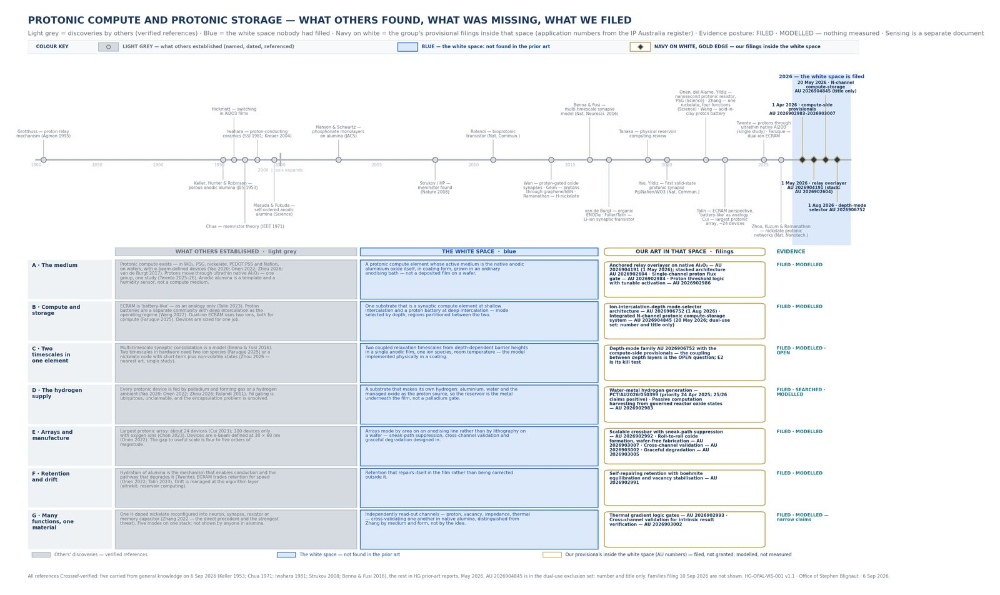 PROTONIC COMPUTE AND PROTONIC STORAGE — WHAT OTHERS FOUND, WHAT WAS MISSING, WHAT WE FILED
Light grey = discoveries by others (verified references) · Blue = the white space nobody had filled · Navy on white = the group's provisional filings inside that space (application numbers from the IP Australia register) · Evidence posture: FILED · MODELLED — nothing measured · Sensing is a separate document
COLOUR KEY
LIGHT GREY — what others established (named, dated, referenced)
BLUE — the white space: not found in the prior art
NAVY ON WHITE, GOLD EDGE — our filings inside the white space
2026 — the white space is filed
20 May 2026 · N-channel
compute-storage
AU 2026904845 (title only)
1 Apr 2026 · compute-side
provisionals
AU 2026902983–2026903007
Grotthuss — proton relay
mechanism (Agmon 1995)
Hickmott — switching
in Al2O3 films
Iwahara — proton-conducting
ceramics (SSI 1981; Kreuer 2004)
Hanson & Schwartz —
phosphonate monolayers
on alumina (JACS)
Rolandi — bioprotonic
transistor (Nat. Commun.)
Benna & Fusi —
multi-timescale synapse
model (Nat. Neurosci. 2016)
Tanaka — physical reservoir
computing review
Onen, del Alamo, Yildiz —
nanosecond protonic resistor,
PSG (Science) · Zhang — one
nickelate, four functions
(Science) · Wang — acid-in-
clay proton battery
Twente — protons through
ultrathin native Al2O3
(single study) · Faruque —
dual-ion ECRAM
1800
1850
1900
1950
2000
2000 | axis expands
2005
2010
2015
2020
2025
Keller, Hunter & Robinson —
porous anodic alumina (JES 1953)
Masuda & Fukuda —
self-ordered anodic
alumina (Science)
Chua — memristor theory (IEEE 1971)
Strukov / HP —
memristor found
(Nature 2008)
Wan — proton-gated oxide
synapses · Geim — protons
through graphene/hBN ·
Ramanathan — H-nickelate
van de Burgt — organic
ENODe · Fuller/Talin —
Li-ion synaptic transistor
Yao, Yildiz — first solid-state
protonic synapse
Pd/Nafion/WO3 (Nat. Commun.)
Talin — ECRAM perspective,
'battery-like' as analogy ·
Cui — largest protonic
array, ~24 devices
Zhou, Kuzum & Ramanathan
— nickelate protonic
networks (Nat. Nanotech.)
1 May 2026 · relay overlayer
AU 2026904191 (stack:
AU 202602604)
1 Aug 2026 · depth-mode
selector AU 2026906752
WHAT OTHERS ESTABLISHED · light grey
THE WHITE SPACE · blue
OUR ART IN THAT SPACE · filings
EVIDENCE
A · The medium
Protonic compute exists — in WO₃, PSG, nickelate, PEDOT:PSS and Nafion,
on wafers, with e-beam-defined devices (Yao 2020; Onen 2022; Zhou 2026;
van de Burgt 2017). Protons move through ultrathin native Al₂O₃ — one
group, one study (Twente 2025–26). Anodic alumina is a template and a
humidity sensor, not a compute medium.
A protonic compute element whose active medium is the native anodic
aluminium oxide itself, in coating form, grown in an ordinary
anodising bath — not a deposited film on a wafer.
Anchored relay overlayer on native Al₂O₃ — AU
2026904191 (1 May 2026); stacked architecture
AU 202602604 · Single-channel proton flux
gate — AU 2026902984 · Proton threshold logic
with tunable activation — AU 2026902986
FILED · MODELLED
B · Compute and
storage
ECRAM is 'battery-like' — as an analogy only (Talin 2023). Proton
batteries are a separate community with deep intercalation as the
operating regime (Wang 2022). Dual-ion ECRAM uses two ions, both for
compute (Faruque 2025). Devices are sized for one job.
One substrate that is a synaptic compute element at shallow
intercalation and a proton battery at deep intercalation — mode
selected by depth, regions partitioned between the two.
Ion-intercalation-depth mode-selector
architecture — AU 2026906752 (1 Aug 2026) ·
Integrated N-channel protonic compute-storage
system — AU 2026904845 (20 May 2026; dual-use
set: number and title only)
FILED · MODELLED
C · Two
timescales in
one element
Multi-timescale synaptic consolidation is a model (Benna & Fusi 2016).
Two timescales in hardware need two ion species (Faruque 2025) or a
nickelate node with short-term plus non-volatile states (Zhou 2026 —
nearest art, single study).
Two coupled relaxation timescales from depth-dependent barrier heights
in a single anodic film, one ion species, room temperature — the model
implemented physically in a coating.
Depth-mode family AU 2026906752 with the
compute-side provisionals — the coupling
between depth layers is the OPEN question; E2
is its kill test
FILED · MODELLED ·
OPEN
D · The hydrogen
supply
Every protonic device is fed by palladium and forming gas or a hydrogen
ambient (Yao 2020; Onen 2022; Zhou 2026; Rolandi 2011). Pd gating is
ubiquitous, unclaimable, and the encapsulation problem is unsolved.
A substrate that makes its own hydrogen: aluminium, water and the
managed oxide as the proton source, so the reservoir is the metal
underneath the film, not a palladium gate.
Water-metal hydrogen generation —
PCT/AU2026/050399 (priority 24 Apr 2025; 25/26
claims positive) · Passive computation
harvesting from governed reactor oxide states
— AU 2026902983
FILED · SEARCHED ·
MODELLED
E · Arrays and
manufacture
Largest protonic array: about 24 devices (Cui 2023); 100 devices only
with oxygen ions (Chen 2023). Devices are e-beam-defined at 30 × 60 nm
(Onen 2022). The gap to useful scale is four to five orders of
magnitude.
Arrays made by area on an anodising line rather than by lithography on
a wafer — sneak-path suppression, cross-channel validation and
graceful degradation designed in.
Scalable crossbar with sneak-path suppression
— AU 2026902992 · Roll-to-roll oxide
formation, wafer-free fabrication — AU
2026903007 · Cross-channel validation — AU
2026903002 · Graceful degradation — AU
2026903005
FILED · MODELLED
F · Retention
and drift
Hydration of alumina is the mechanism that enables conduction and the
pathway that degrades it (Twente); ECRAM trades retention for speed
(Onen 2022; Talin 2023). Drift is managed at the algorithm layer
(aihwkit; reservoir computing).
Retention that repairs itself in the film rather than being corrected
outside it.
Self-repairing retention with boehmite
equilibration and vacancy stabilisation — AU
2026902991
FILED · MODELLED
G · Many
functions, one
material
One H-doped nickelate reconfigured into neuron, synapse, resistor or
memory capacitor (Zhang 2022 — the direct precedent and the strongest
threat). Five modes on one stack: not shown by anyone in alumina.
Independently read-out channels — proton, vacancy, impedance, thermal
— cross-validating one another in native alumina, distinguished from
Zhang by medium and form, not by the idea.
Thermal gradient logic gates — AU 2026902993 ·
Cross-channel validation for intrinsic result
verification — AU 2026903002
FILED · MODELLED —
narrow claims
Others' discoveries — verified references
The white space — not found in the prior art
Our provisionals inside the white space (AU numbers) — filed, not granted; modelled, not measured
All references Crossref-verified: five carried from general knowledge on 6 Sep 2026 (Keller 1953; Chua 1971; Iwahara 1981; Strukov 2008; Benna & Fusi 2016), the rest in HG prior-art reports, May 2026. AU 2026904845 is in the dual-use exclusion set: number and title only. Families filing 10 Sep 2026 are not shown. HG-OPAL-VIS-001 v1.1 · Office of Stephen Blignaut · 6 Sep 2026.